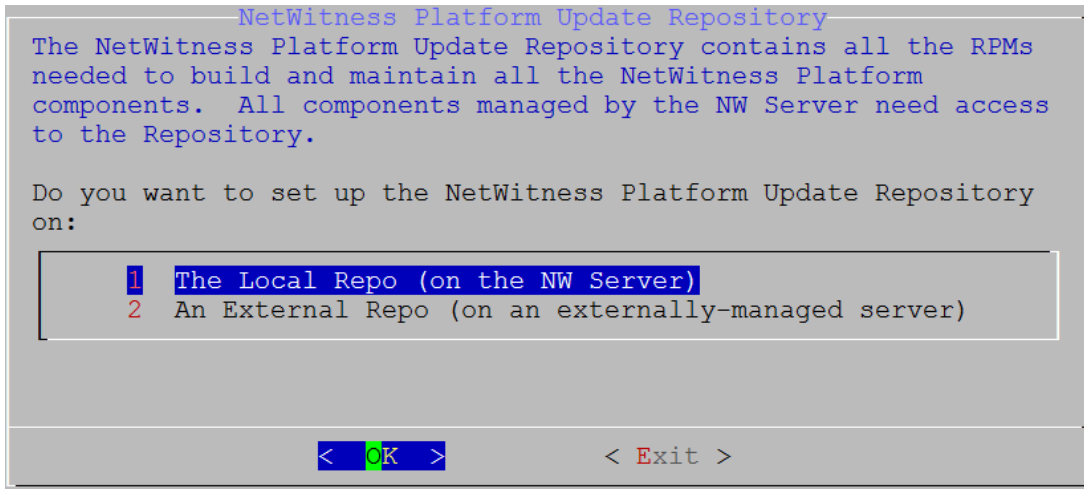 NetWitness Platform Update Repository
The NetWitness Platform Update Repository contains all the RPMs
needed to build and maintain all the NetWitness Platform
components.  All components managed by the NW Server need access
to the Repository.
Do you want to set up the NetWitness Platform Update Repository
on:
1  The Local Repo (on the NW Server)
2  An External Repo (on an externally-managed server)
<  OK  > < Exit >